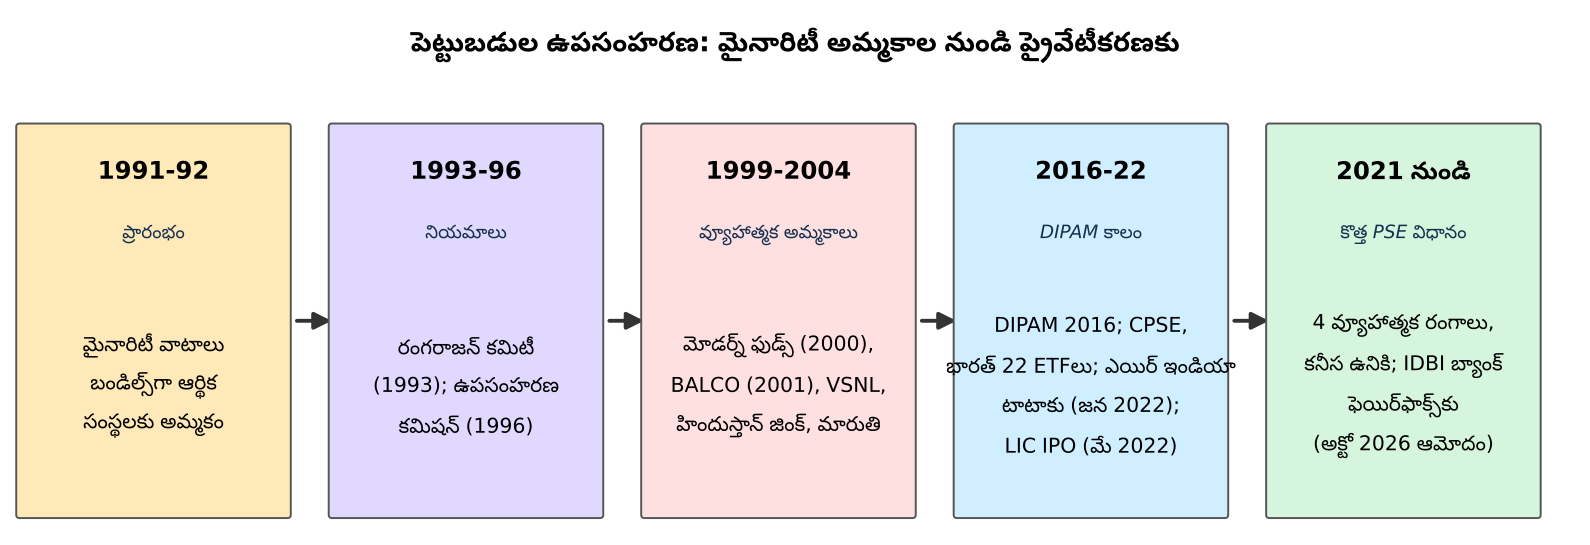 పెట్టుబడుల ఉపసంహరణ: మైనారిటీ అమ్మకాల నుండి ప్రైవేటీకరణకు
1991-92
ప్రారంభం
మైనారిటీ వాటాలు
బండిల్స్‌గా ఆర్థిక
సంస్థలకు అమ్మకం
1993-96
నియమాలు
రంగరాజన్ కమిటీ
(1993); ఉపసంహరణ
కమిషన్ (1996)
1999-2004
వ్యూహాత్మక అమ్మకాలు
మోడర్న్ ఫుడ్స్ (2000),
BALCO (2001), VSNL,
హిందుస్తాన్ జింక్, మారుతి
2016-22
DIPAM కాలం
DIPAM 2016; CPSE,
భారత్ 22 ETFలు; ఎయిర్ ఇండియా
టాటాకు (జన 2022);
LIC IPO (మే 2022)
2021 నుండి
కొత్త PSE విధానం
4 వ్యూహాత్మక రంగాలు,
కనీస ఉనికి; IDBI బ్యాంక్
ఫెయిర్‌ఫాక్స్‌కు
(అక్టో 2026 ఆమోదం)